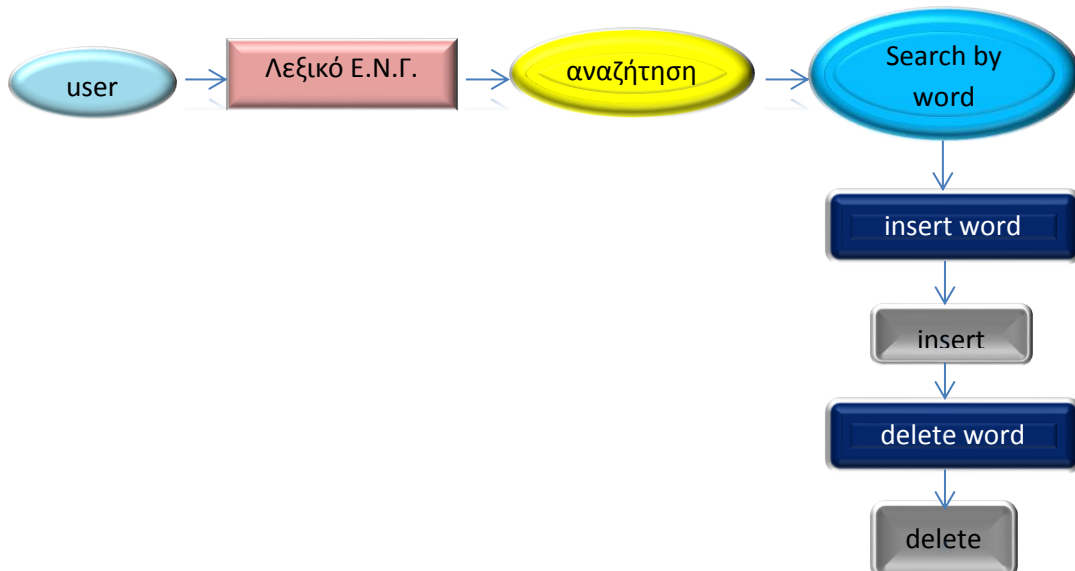 user
Λεξικό Ε.Ν.Γ.
αναζήτηση
Search by
word
insert word
insert
delete word
delete